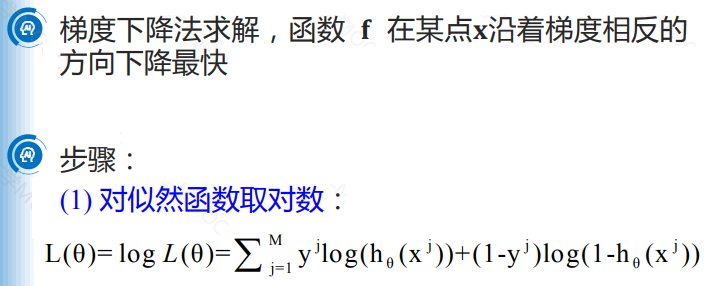 梯度下降法求解，函数 f 在某点x沿着梯度相反的
方向下降最快
步骤：
(1) 对似然函数取对数：
L(θ)= log L(θ)=∑ᴹⱼ₌₁ yʲlog(hθ(xʲ))+(1-yʲ)log(1-hθ(xʲ))